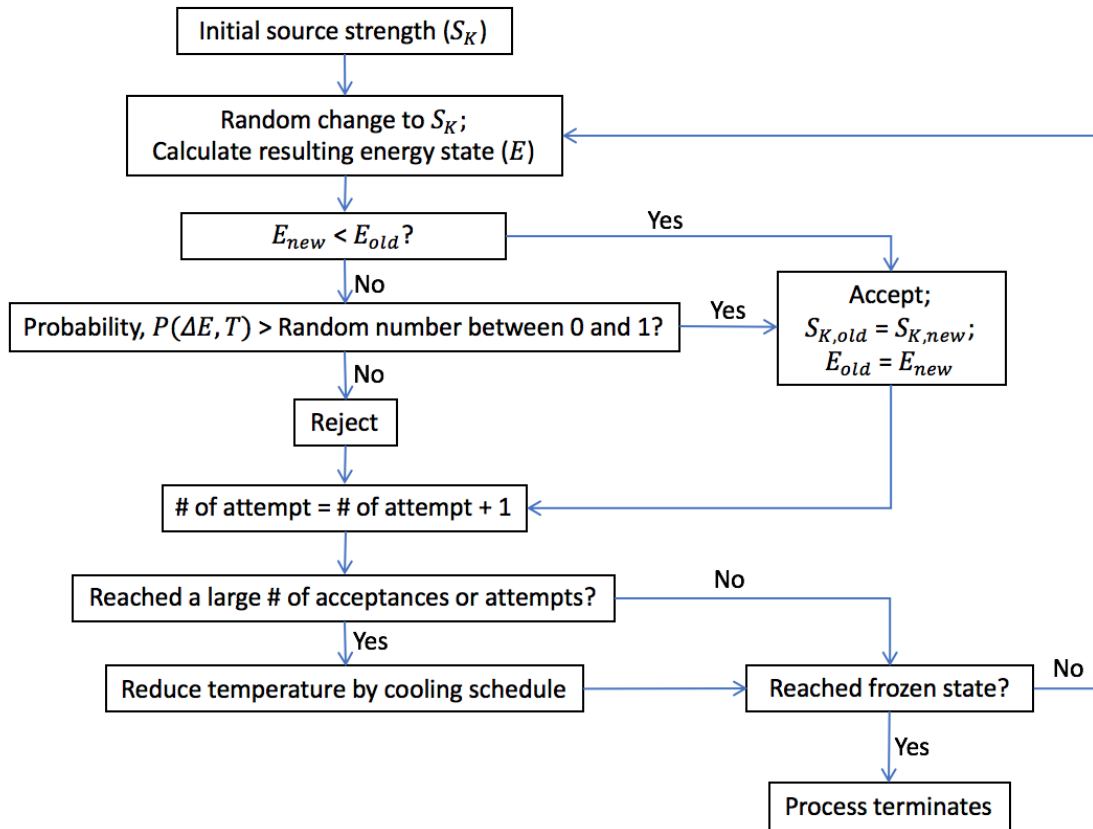 Initial source strength (S_K)
Random change to S_K;
Calculate resulting energy state (E)
E_new < E_old?
Yes
No
Probability, P(ΔE, T) > Random number between 0 and 1?
Yes
Accept;
S_K,old = S_K,new;
E_old = E_new
No
Reject
# of attempt = # of attempt + 1
Reached a large # of acceptances or attempts?
No
Yes
Reduce temperature by cooling schedule
Reached frozen state?
No
Yes
Process terminates